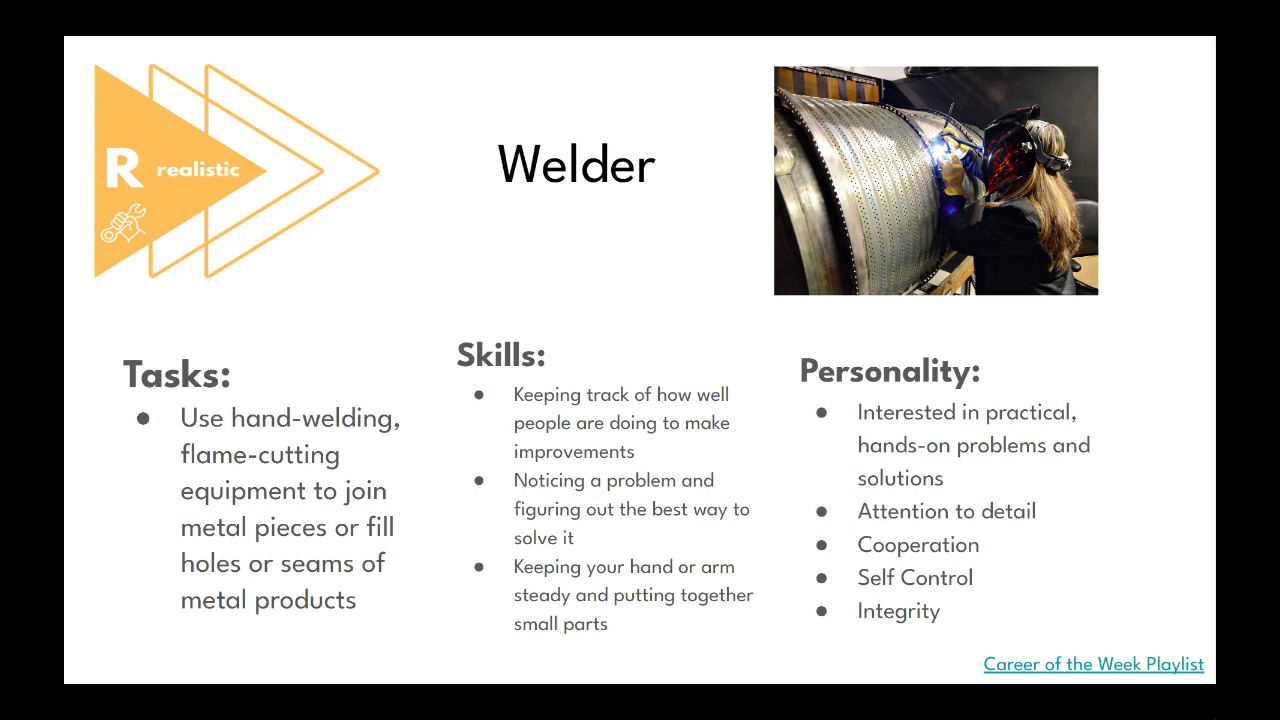 R realistic
Welder
Tasks:
● Use hand-welding,
flame-cutting
equipment to join
metal pieces or fill
holes or seams of
metal products
Skills:
● Keeping track of how well
people are doing to make
improvements
● Noticing a problem and
figuring out the best way to
solve it
● Keeping your hand or arm
steady and putting together
small parts
Personality:
● Interested in practical,
hands-on problems and
solutions
● Attention to detail
● Cooperation
● Self Control
● Integrity
Career of the Week Playlist